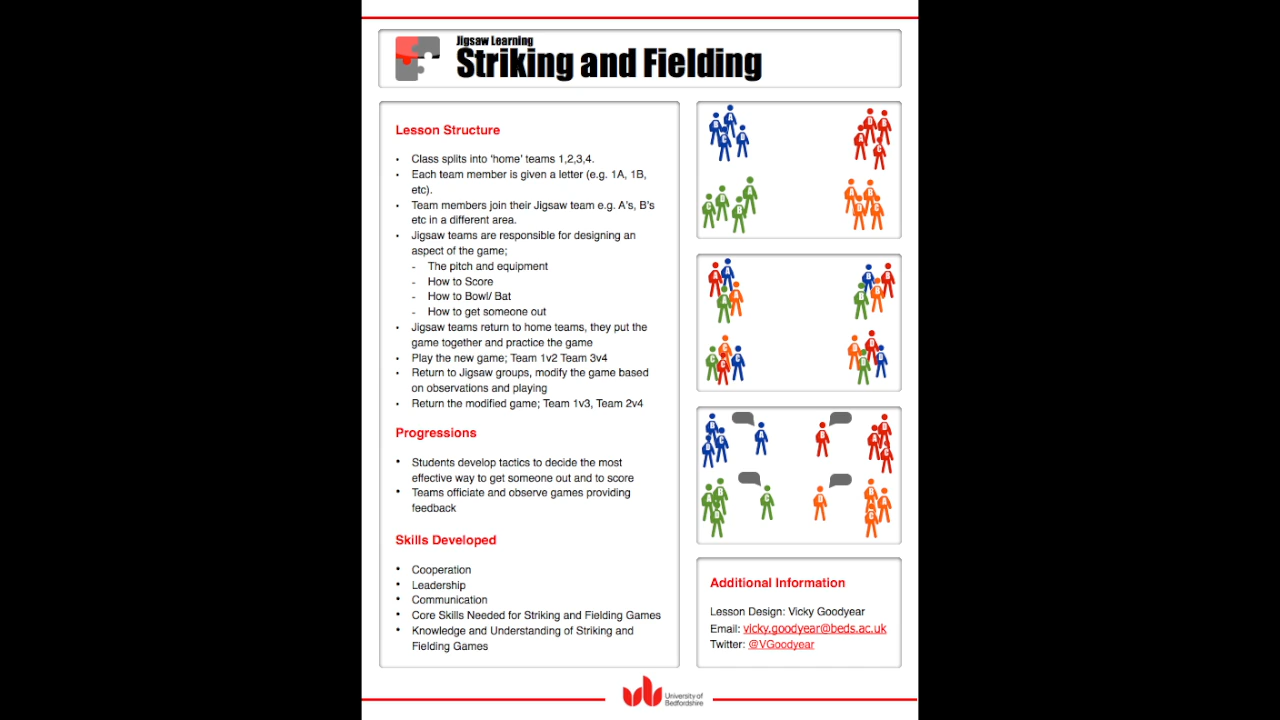 Jigsaw Learning
Striking and Fielding
Lesson Structure
• Class splits into ‘home’ teams 1,2,3,4.
• Each team member is given a letter (e.g. 1A, 1B,
etc).
• Team members join their Jigsaw team e.g. A's, B's
etc in a different area.
• Jigsaw teams are responsible for designing an
aspect of the game;
- The pitch and equipment
- How to Score
- How to Bowl/ Bat
- How to get someone out
• Jigsaw teams return to home teams, they put the
game together and practice the game
• Play the new game; Team 1v2 Team 3v4
• Return to Jigsaw groups, modify the game based
on observations and playing
• Return the modified game; Team 1v3, Team 2v4
Progressions
• Students develop tactics to decide the most
effective way to get someone out and to score
• Teams officiate and observe games providing
feedback
Skills Developed
• Cooperation
• Leadership
• Communication
• Core Skills Needed for Striking and Fielding Games
• Knowledge and Understanding of Striking and
Fielding Games
Additional Information
Lesson Design: Vicky Goodyear
Email: vicky.goodyear@beds.ac.uk
Twitter: @VGoodyear
University of
Bedfordshire